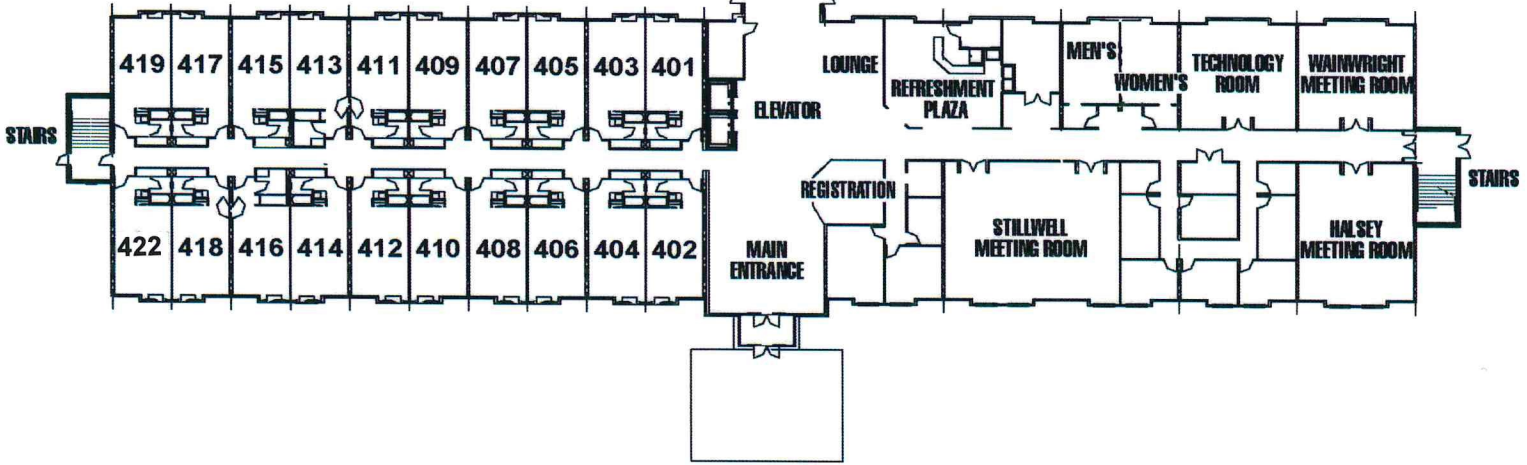 419 417 415 413 411 409 407 405 403 401
LOUNGE
REFRESHMENT
PLAZA
MEN'S
WOMEN'S
TECHNOLOGY
ROOM
WAINWRIGHT
MEETING ROOM
ELEVATOR
STAIRS
REGISTRATION
STAIRS
422 418 416 414 412 410 408 406 404 402
MAIN
ENTRANCE
STILLWELL
MEETING ROOM
HALSEY
MEETING ROOM